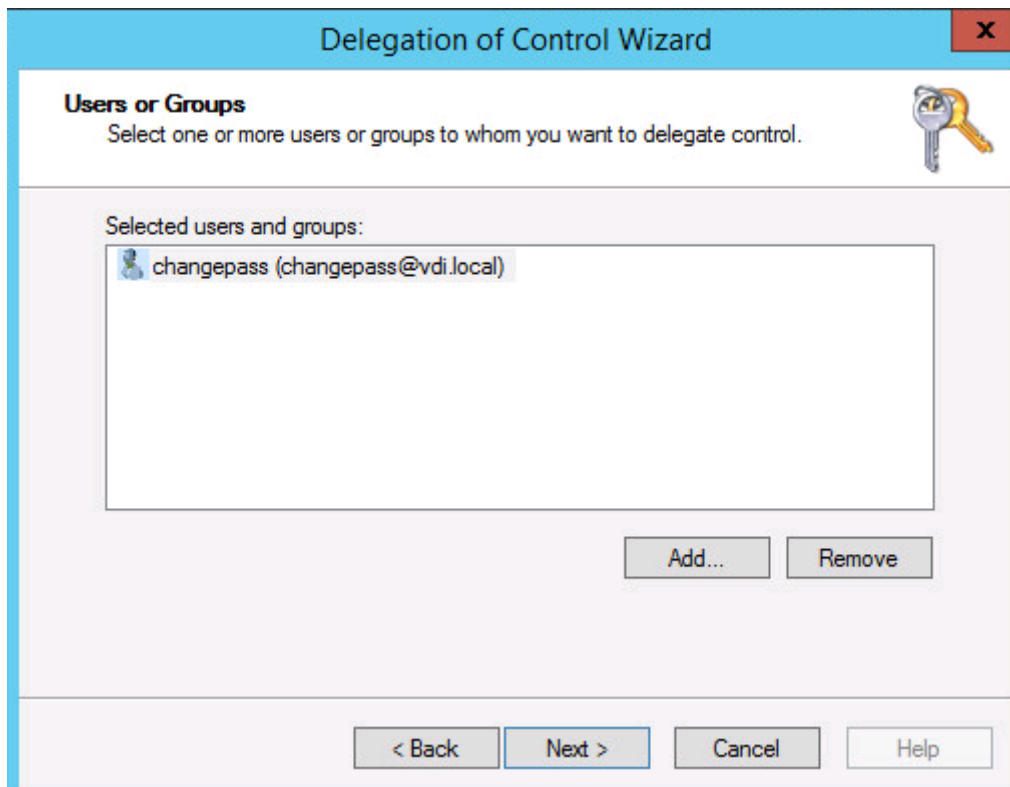 Delegation of Control Wizard
x
Users or Groups
Select one or more users or groups to whom you want to delegate control.
Selected users and groups:
changepass (changepass@vdi.local)
Add...
Remove
< Back
Next >
Cancel
Help